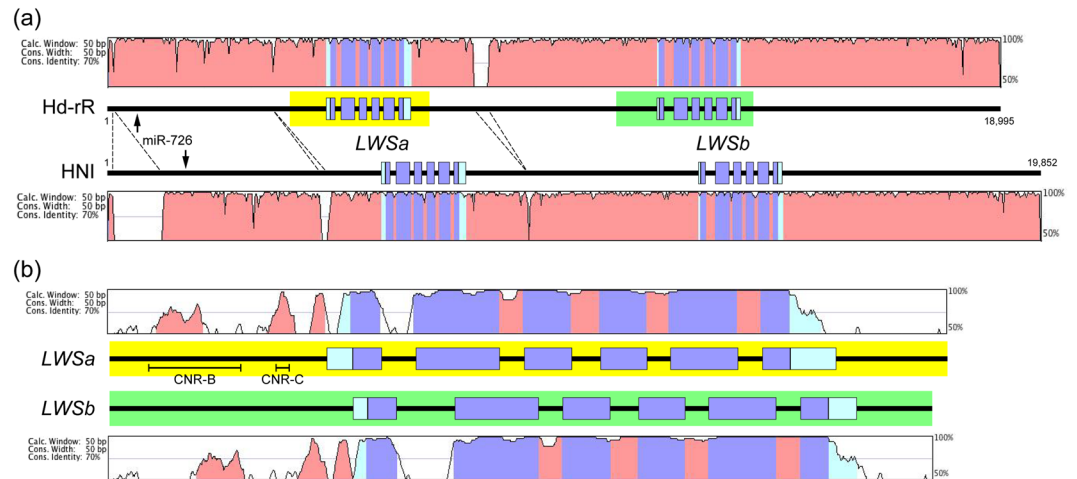 (a)
Calc. Window: 50 bp
Cons. Width: 50 bp
Cons. Identity: 70%
100%
50%
Hd-rR
1
18,995
miR-726
LWSa
LWSb
1
19,852
HNI
Calc. Window: 50 bp
Cons. Width: 50 bp
Cons. Identity: 70%
100%
50%
(b)
Calc. Window: 50 bp
Cons. Width: 50 bp
Cons. Identity: 70%
100%
50%
LWSa
CNR-B
CNR-C
LWSb
Calc. Window: 50 bp
Cons. Width: 50 bp
Cons. Identity: 70%
100%
50%